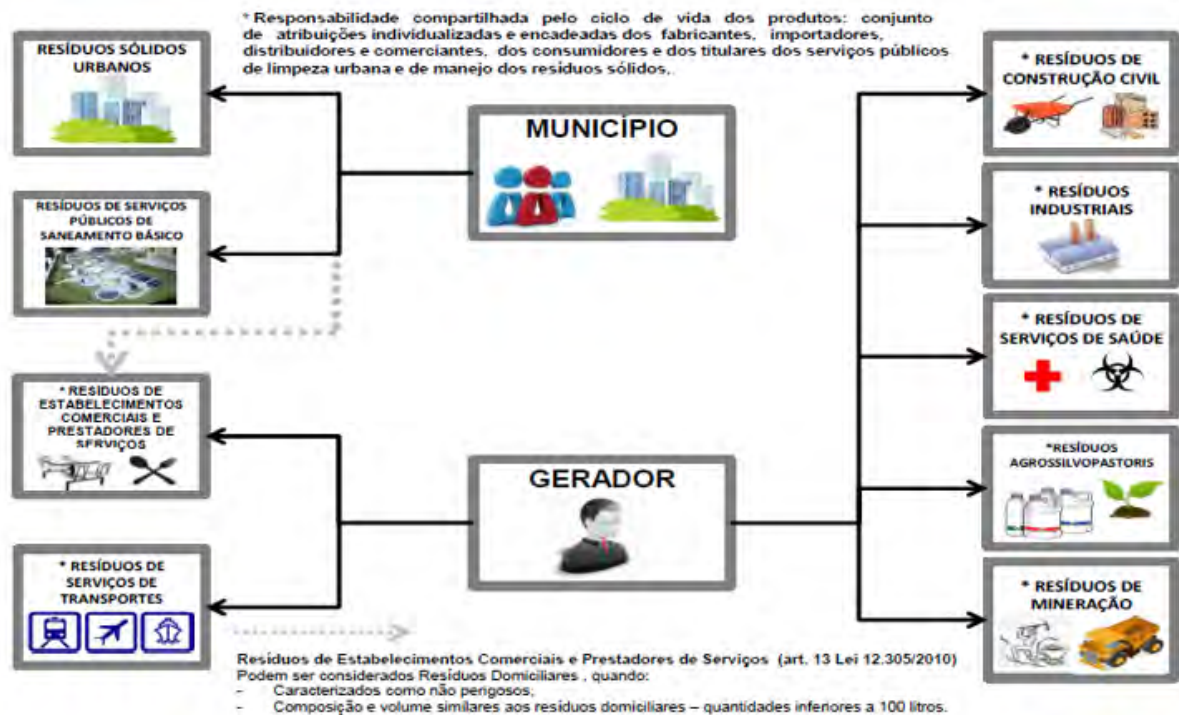 * Responsabilidade compartilhada pelo ciclo de vida dos produtos: conjunto
de atribuições individualizadas e encadeadas dos fabricantes, importadores,
distribuidores e comerciantes, dos consumidores e dos titulares dos serviços públicos
de limpeza urbana e de manejo dos resíduos sólidos,.
RESÍDUOS SÓLIDOS
URBANOS
RESÍDUOS DE SERVIÇOS
PÚBLICOS DE
SANEAMENTO BÁSICO
* RESÍDUOS DE
ESTABELECIMENTOS
COMERCIAIS E
PRESTADORES DE
SERVIÇOS
* RESÍDUOS DE
SERVIÇOS DE
TRANSPORTES
MUNICÍPIO
GERADOR
* RESÍDUOS DE
CONSTRUÇÃO CIVIL
* RESÍDUOS
INDUSTRIAIS
* RESÍDUOS DE
SERVIÇOS DE SAÚDE
*RESÍDUOS
AGROSSILVOPASTORIS
* RESÍDUOS DE
MINERAÇÃO
Resíduos de Estabelecimentos Comerciais e Prestadores de Serviços (art. 13 Lei 12.305/2010)
Podem ser considerados Resíduos Domiciliares , quando:
- Caracterizados como não perigosos,
- Composição e volume similares aos resíduos domiciliares – quantidades inferiores a 100 litros.